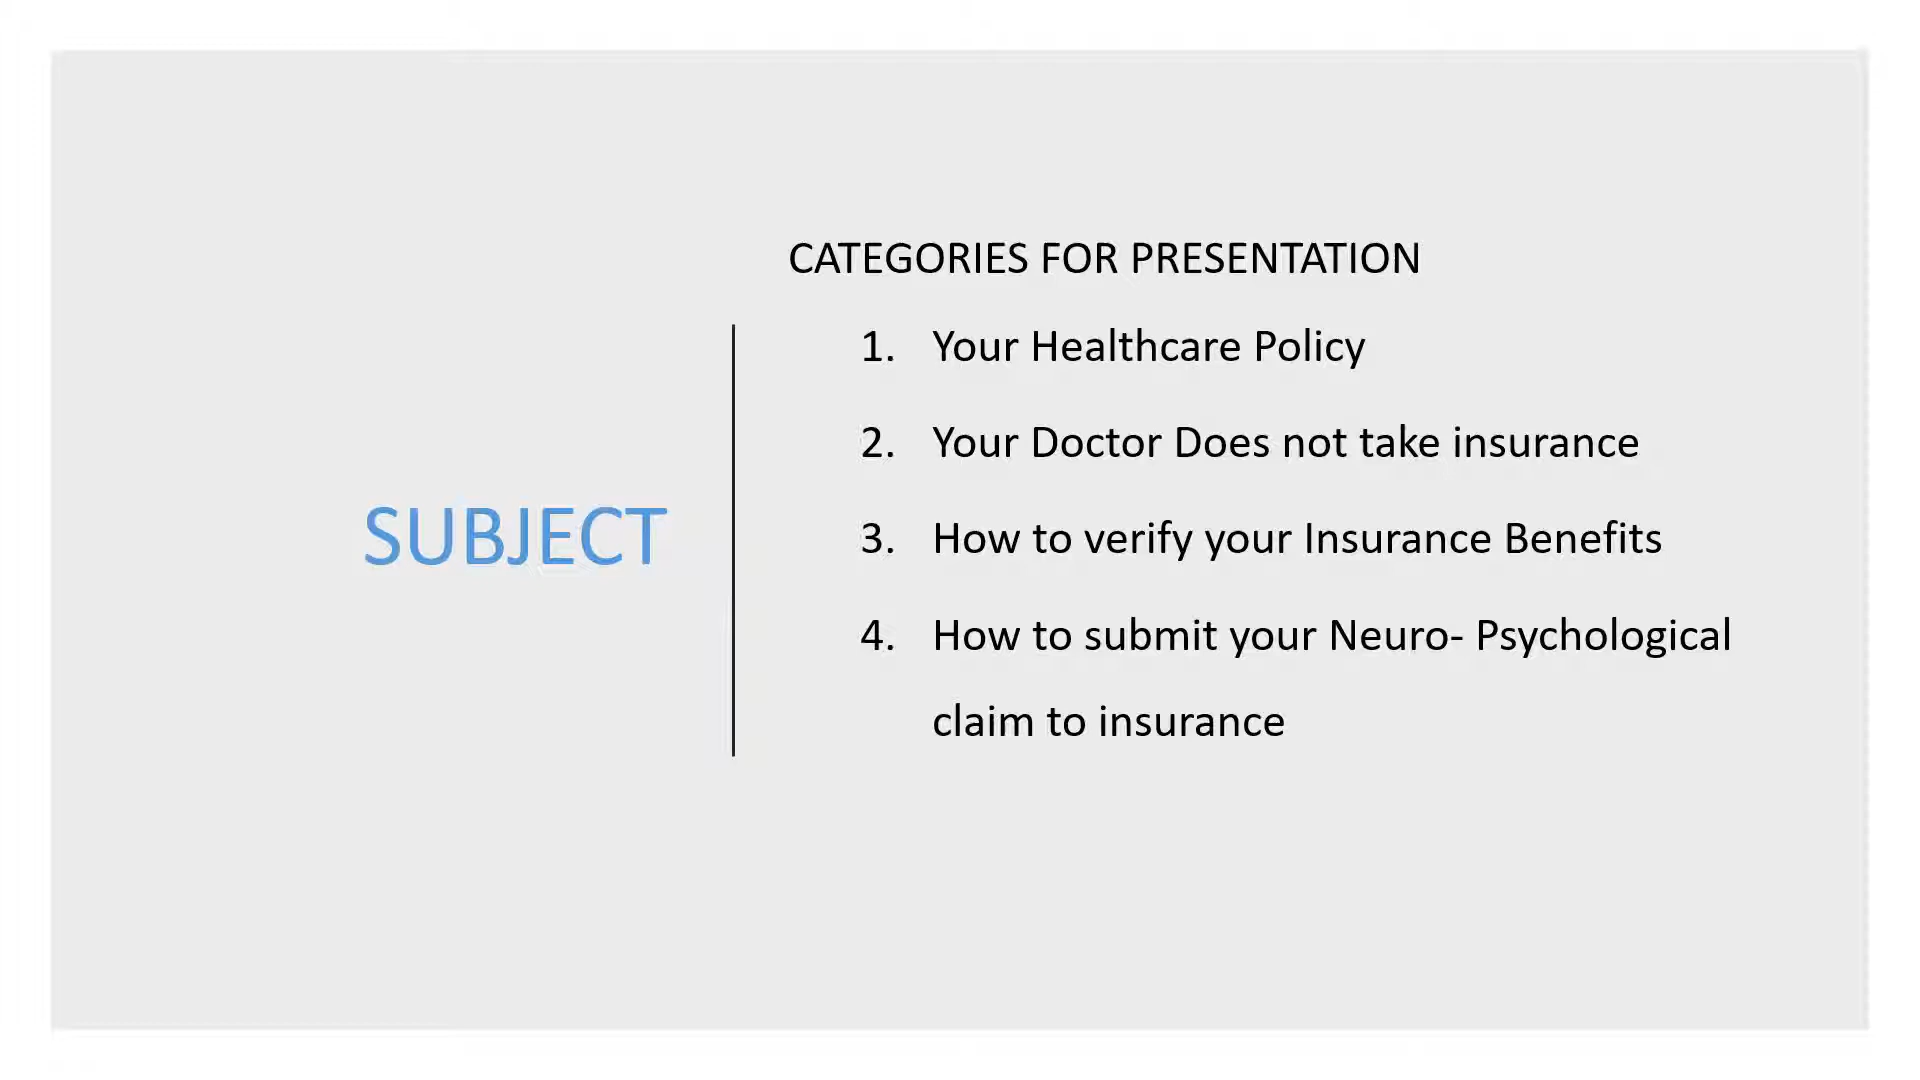 SUBJECT
CATEGORIES FOR PRESENTATION
1. Your Healthcare Policy
2. Your Doctor Does not take insurance
3. How to verify your Insurance Benefits
4. How to submit your Neuro- Psychological
claim to insurance